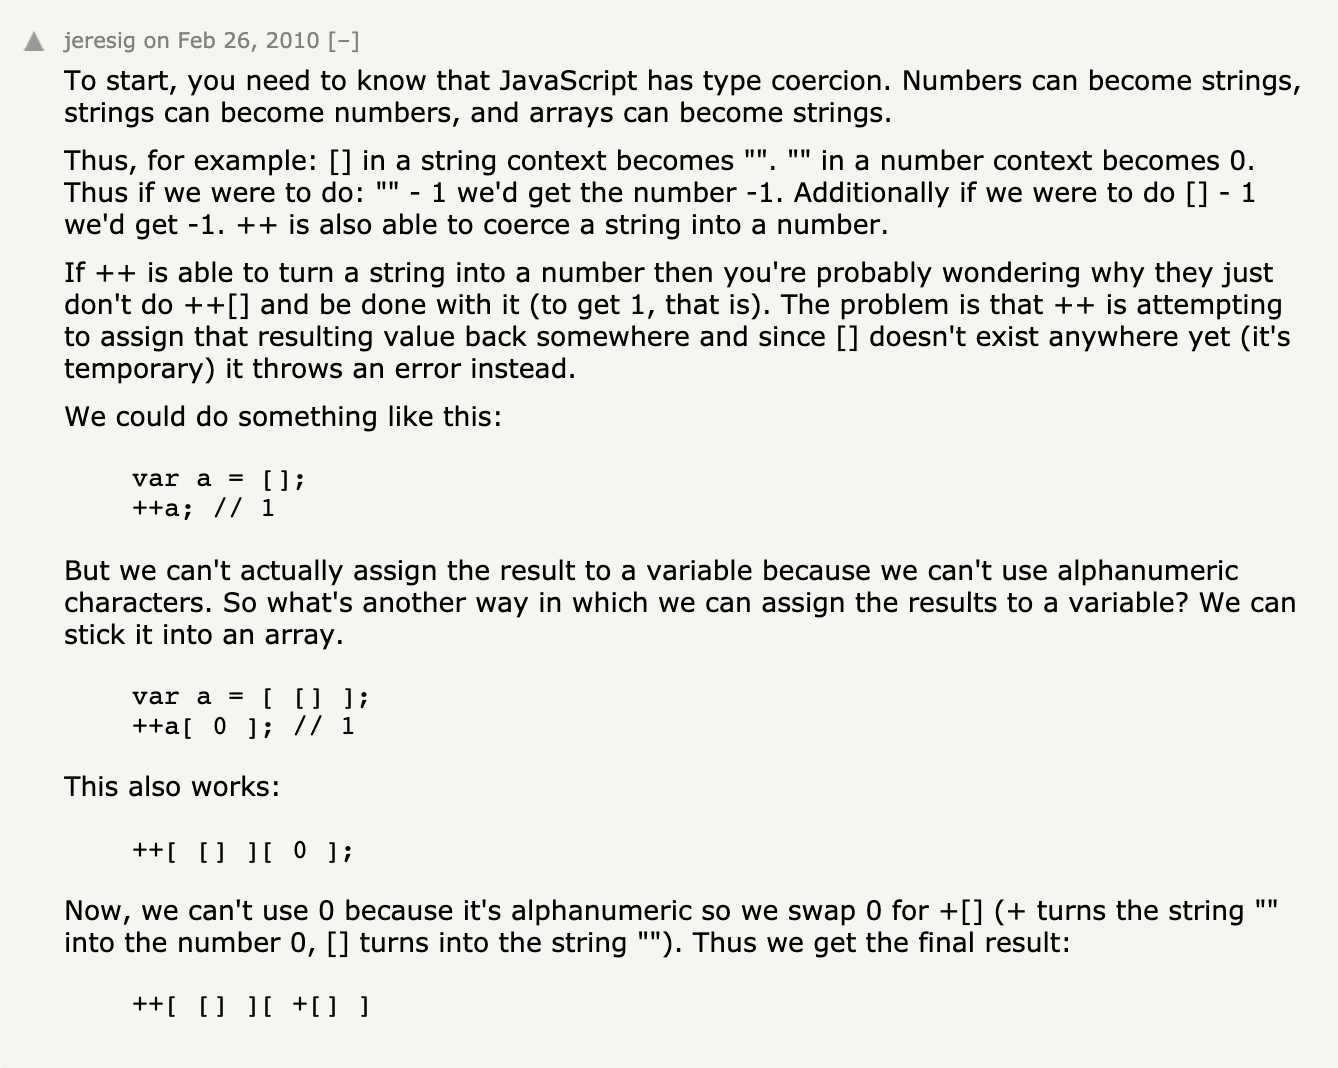 ▲ jeresig on Feb 26, 2010 [–]
To start, you need to know that JavaScript has type coercion. Numbers can become strings,
strings can become numbers, and arrays can become strings.
Thus, for example: [] in a string context becomes "". "" in a number context becomes 0.
Thus if we were to do: "" - 1 we'd get the number -1. Additionally if we were to do [] - 1
we'd get -1. ++ is also able to coerce a string into a number.
If ++ is able to turn a string into a number then you're probably wondering why they just
don't do ++[] and be done with it (to get 1, that is). The problem is that ++ is attempting
to assign that resulting value back somewhere and since [] doesn't exist anywhere yet (it's
temporary) it throws an error instead.
We could do something like this:
var a = [];
++a; // 1
But we can't actually assign the result to a variable because we can't use alphanumeric
characters. So what's another way in which we can assign the results to a variable? We can
stick it into an array.
var a = [ [] ];
++a[ 0 ]; // 1
This also works:
++[ [] ][ 0 ];
Now, we can't use 0 because it's alphanumeric so we swap 0 for +[] (+ turns the string ""
into the number 0, [] turns into the string ""). Thus we get the final result:
++[ [] ][ +[] ]